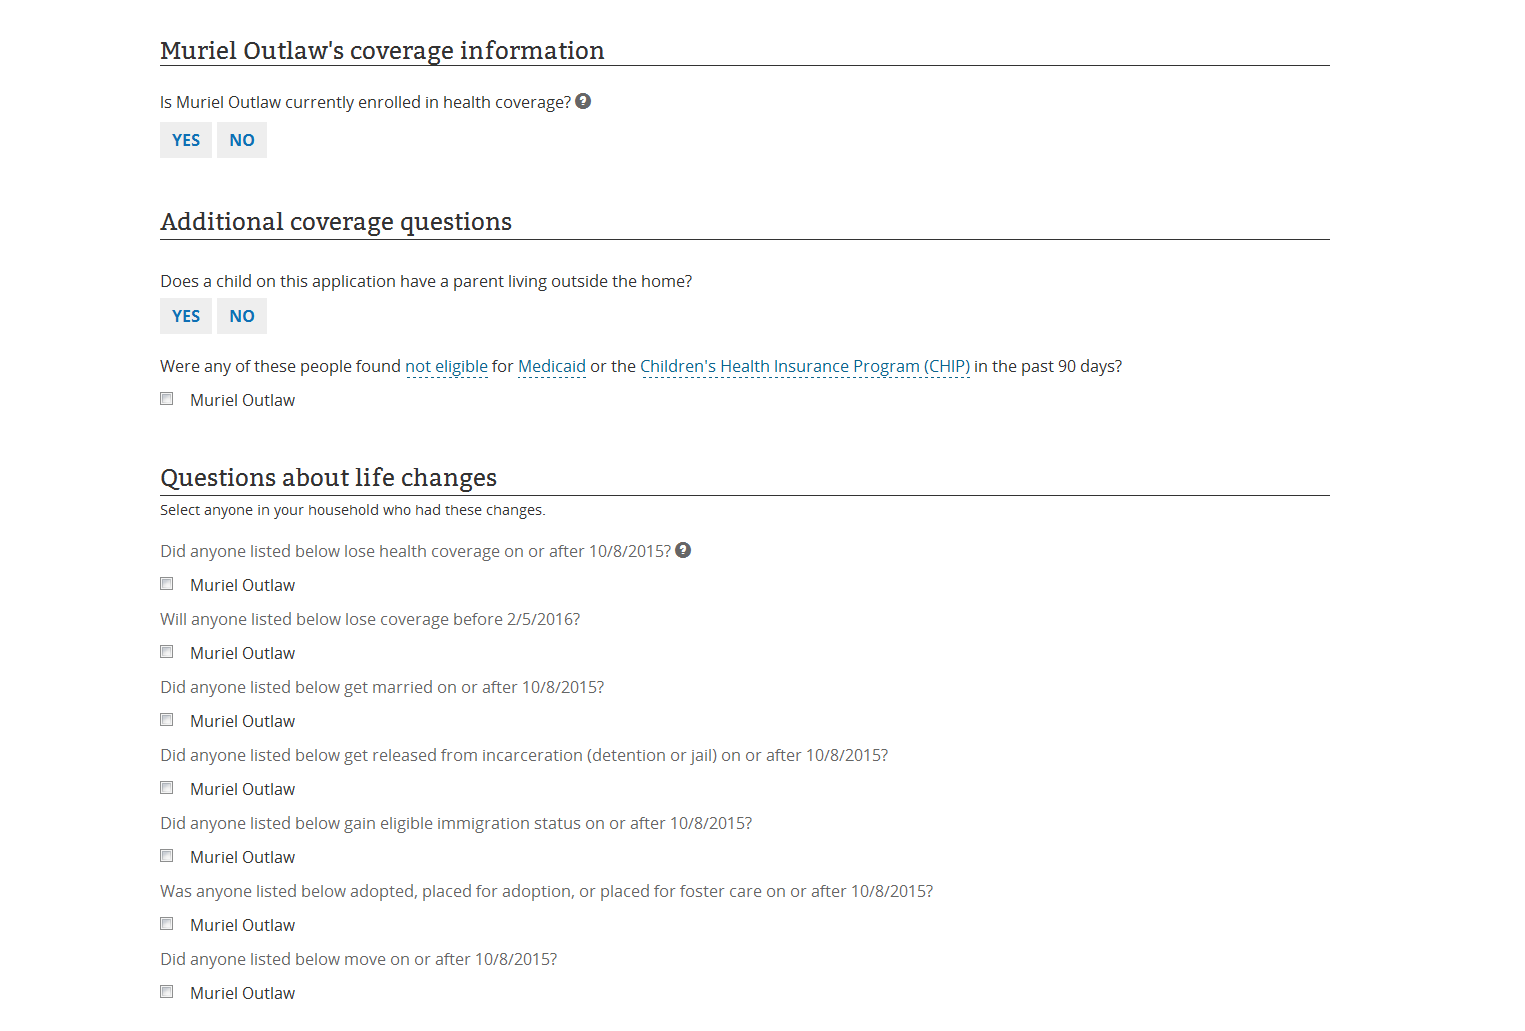 Muriel Outlaw's coverage information
Is Muriel Outlaw currently enrolled in health coverage? ?
YES NO
Additional coverage questions
Does a child on this application have a parent living outside the home?
YES NO
Were any of these people found not eligible for Medicaid or the Children's Health Insurance Program (CHIP) in the past 90 days?
Muriel Outlaw
Questions about life changes
Select anyone in your household who had these changes.
Did anyone listed below lose health coverage on or after 10/8/2015? ?
Muriel Outlaw
Will anyone listed below lose coverage before 2/5/2016?
Muriel Outlaw
Did anyone listed below get married on or after 10/8/2015?
Muriel Outlaw
Did anyone listed below get released from incarceration (detention or jail) on or after 10/8/2015?
Muriel Outlaw
Did anyone listed below gain eligible immigration status on or after 10/8/2015?
Muriel Outlaw
Was anyone listed below adopted, placed for adoption, or placed for foster care on or after 10/8/2015?
Muriel Outlaw
Did anyone listed below move on or after 10/8/2015?
Muriel Outlaw